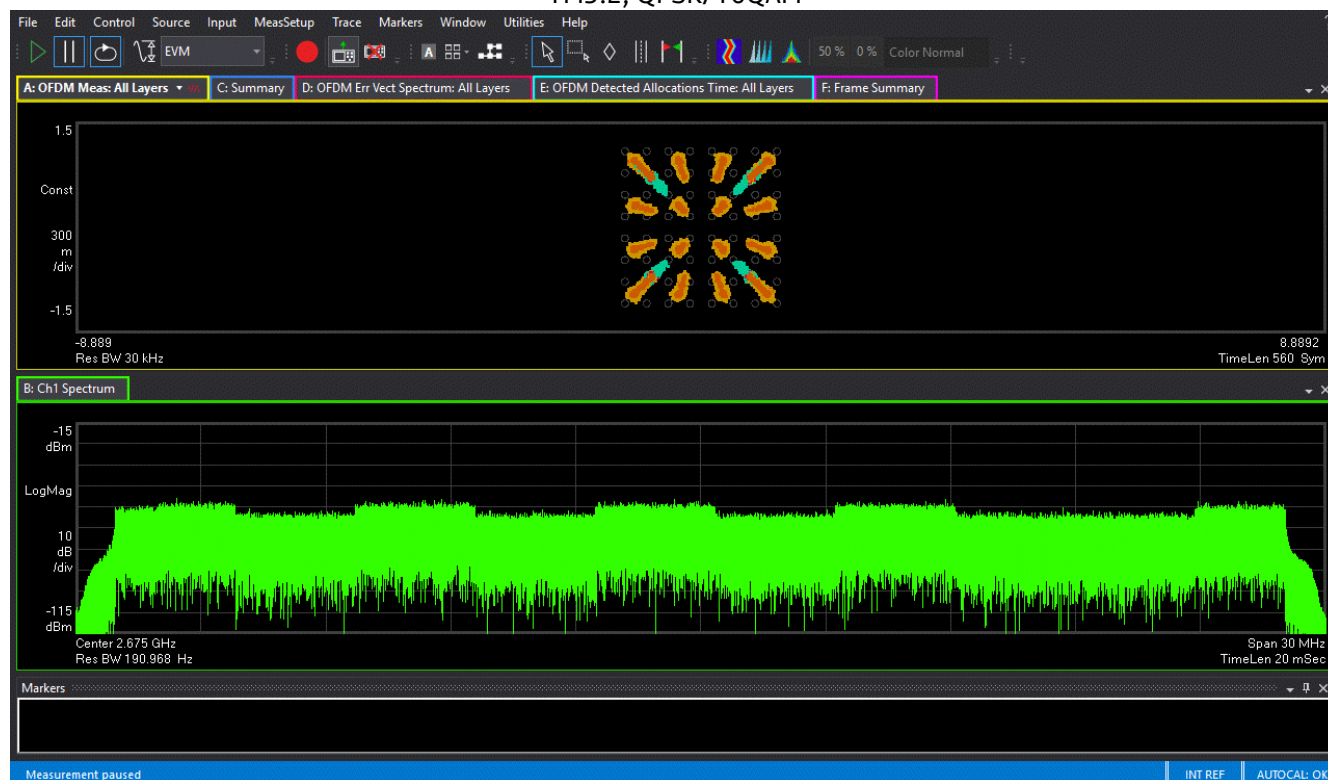 TM3.2, QPSK/16QAM
File Edit Control Source Input MeasSetup Trace Markers Window Utilities Help
EVM A 50 % 0 % Color Normal
A: OFDM Meas: All Layers C: Summary D: OFDM Err Vect Spectrum: All Layers E: OFDM Detected Allocations Time: All Layers F: Frame Summary
1.5
Const
300
m
/div
-1.5
-8.889 8.8892
Res BW 30 kHz TimeLen 560 Sym
B: Ch1 Spectrum
-15
dBm
LogMag
10
dB
/div
-115
dBm
Center 2.675 GHz Span 30 MHz
Res BW 190.968 Hz TimeLen 20 mSec
Markers
Measurement paused INT REF AUTOCAL: OK